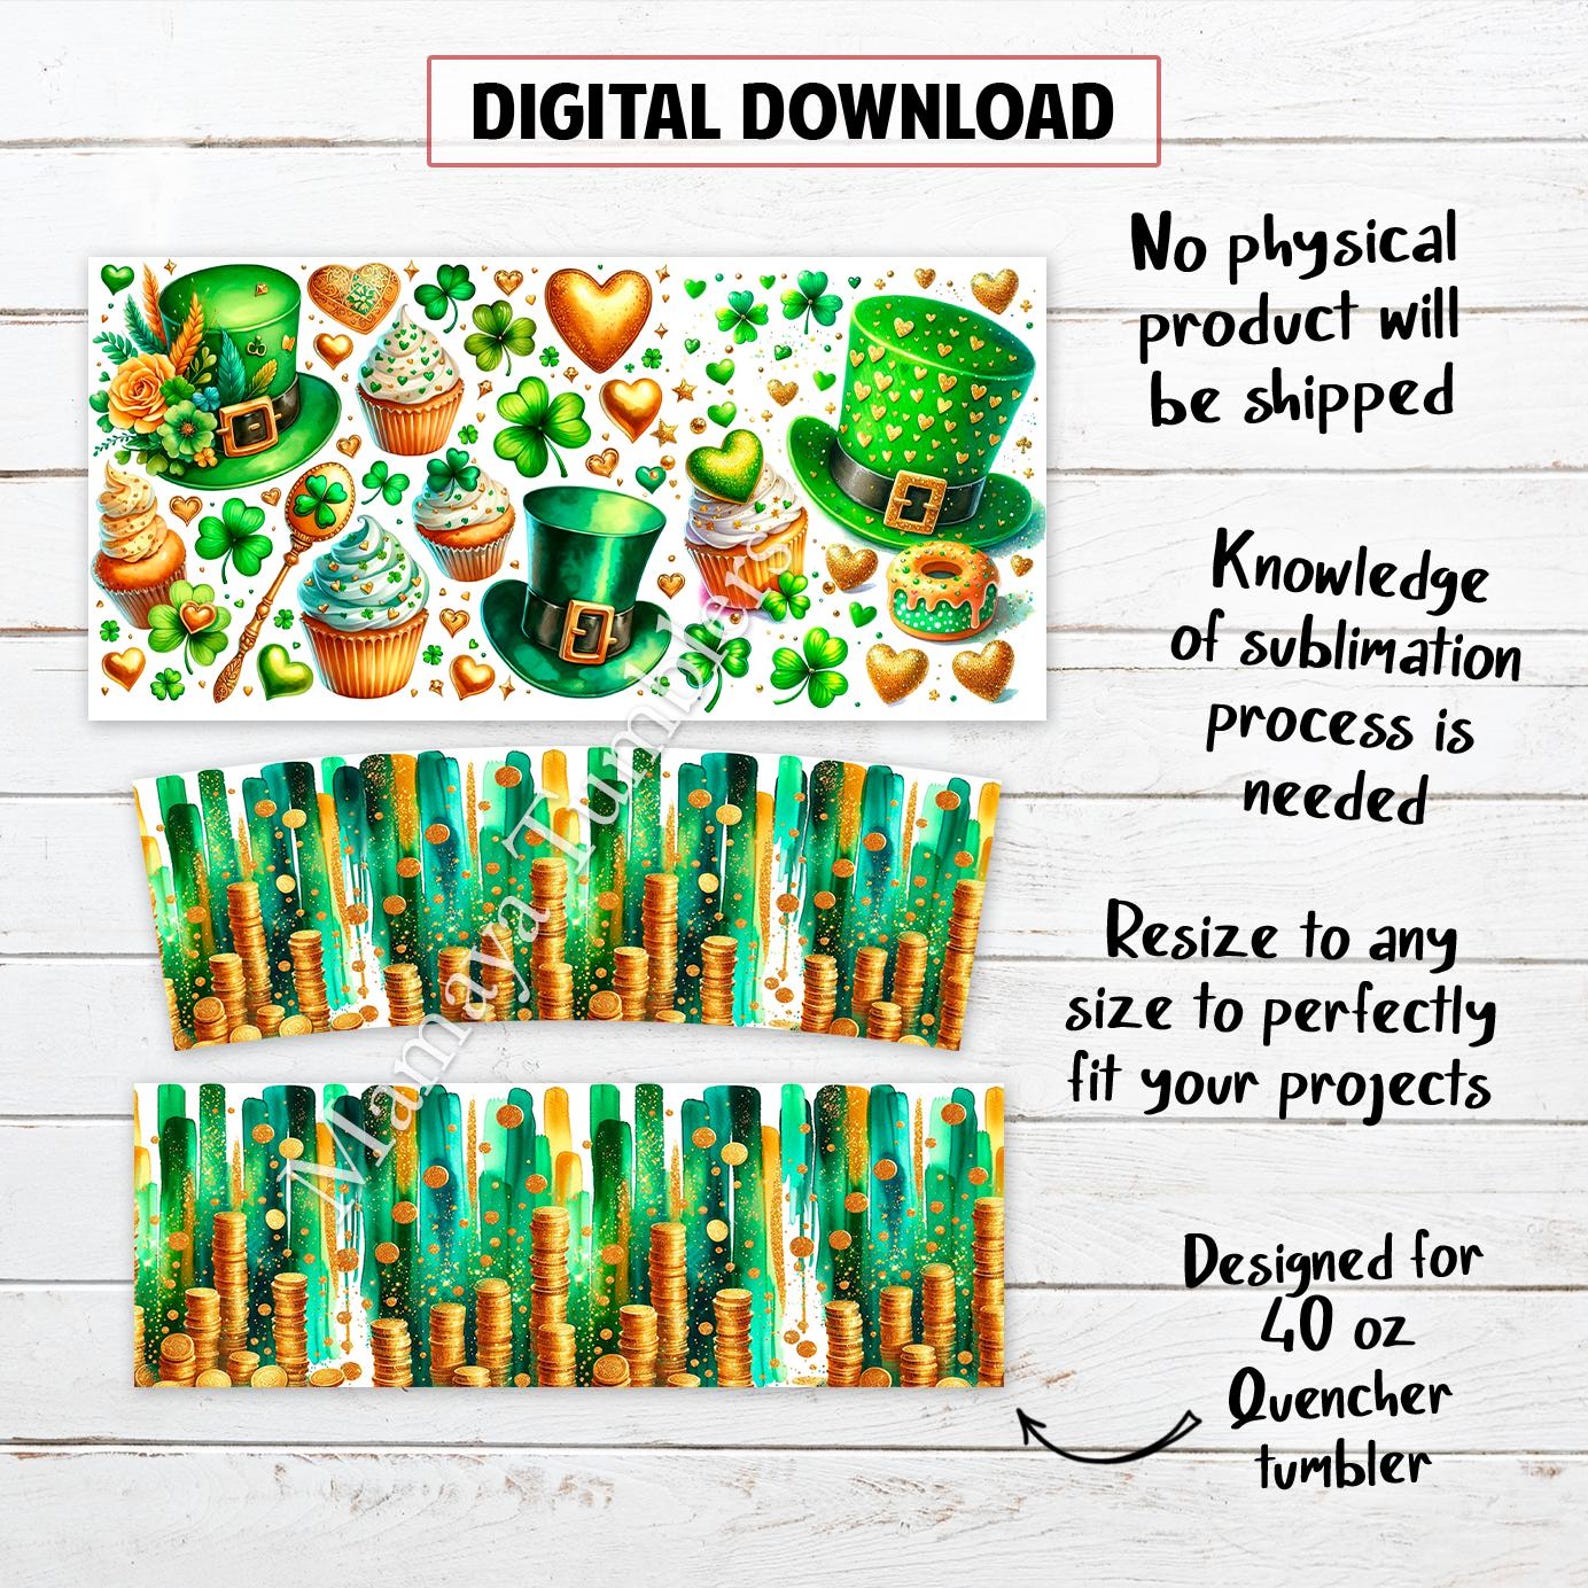 DIGITAL DOWNLOAD
No physical
product will
be shipped
Knowledge
of sublimation
process is
needed
Resize to any
size to perfectly
fit your projects
Designed for
40 oz
Quencher
tumbler
Mamaya Tumblers